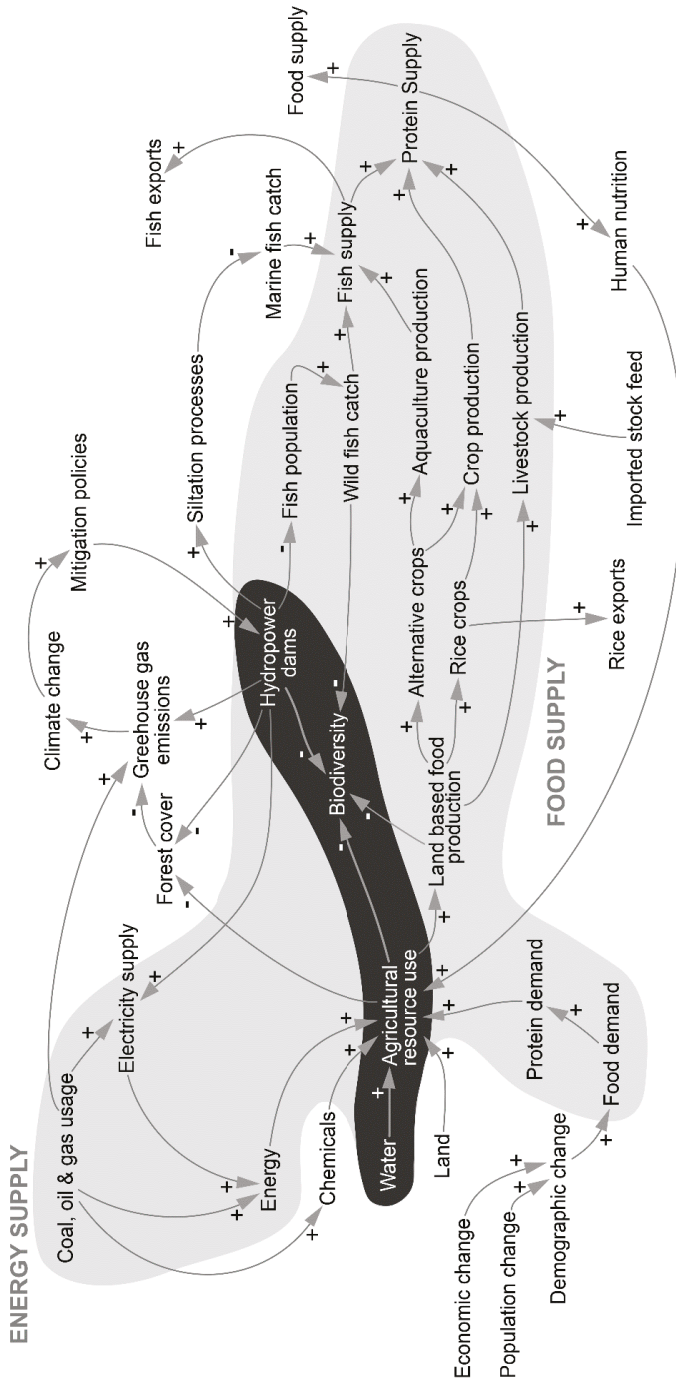 ENERGY SUPPLY
Coal, oil & gas usage
Electricity supply
Energy
Chemicals
Water
Land
Agricultural
resource use
Economic change
Population change
Demographic change
Food demand
Protein demand
Forest cover
Greehouse gas
emissions
Climate change
Mitigation policies
Hydropower
dams
Biodiversity
Land based food
production
FOOD SUPPLY
Siltation processes
Fish population
Wild fish catch
Alternative crops
Rice crops
Rice exports
Aquaculture production
Crop production
Livestock production
Imported stock feed
Fish exports
Marine fish catch
Fish supply
Food supply
Protein Supply
Human nutrition